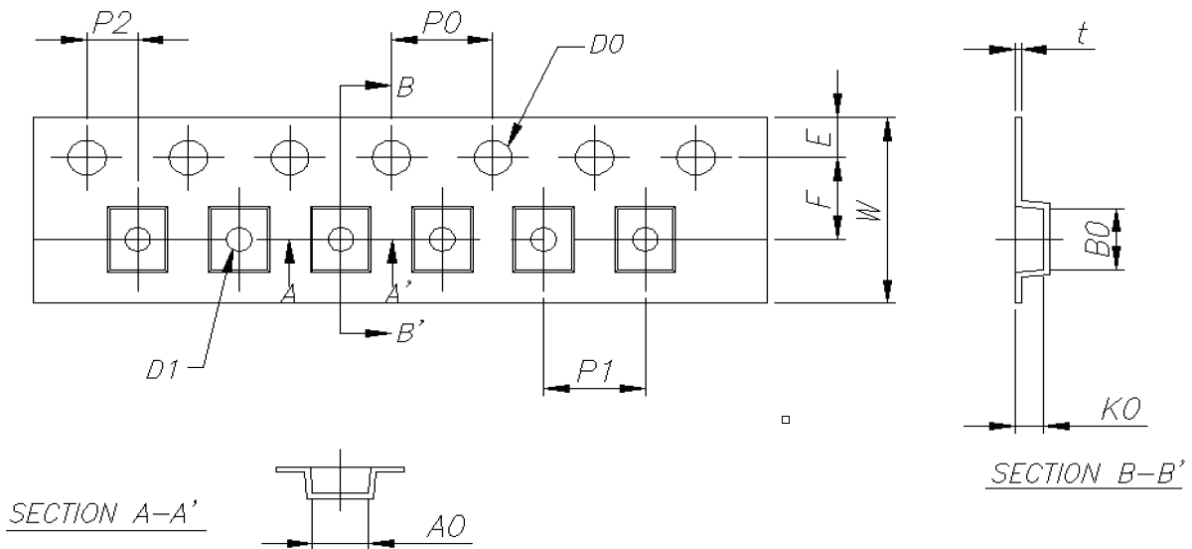 P2
P0
D0
t
B
E
F
W
B0
A
A'
B'
D1
P1
K0
SECTION B-B'
SECTION A-A'
A0